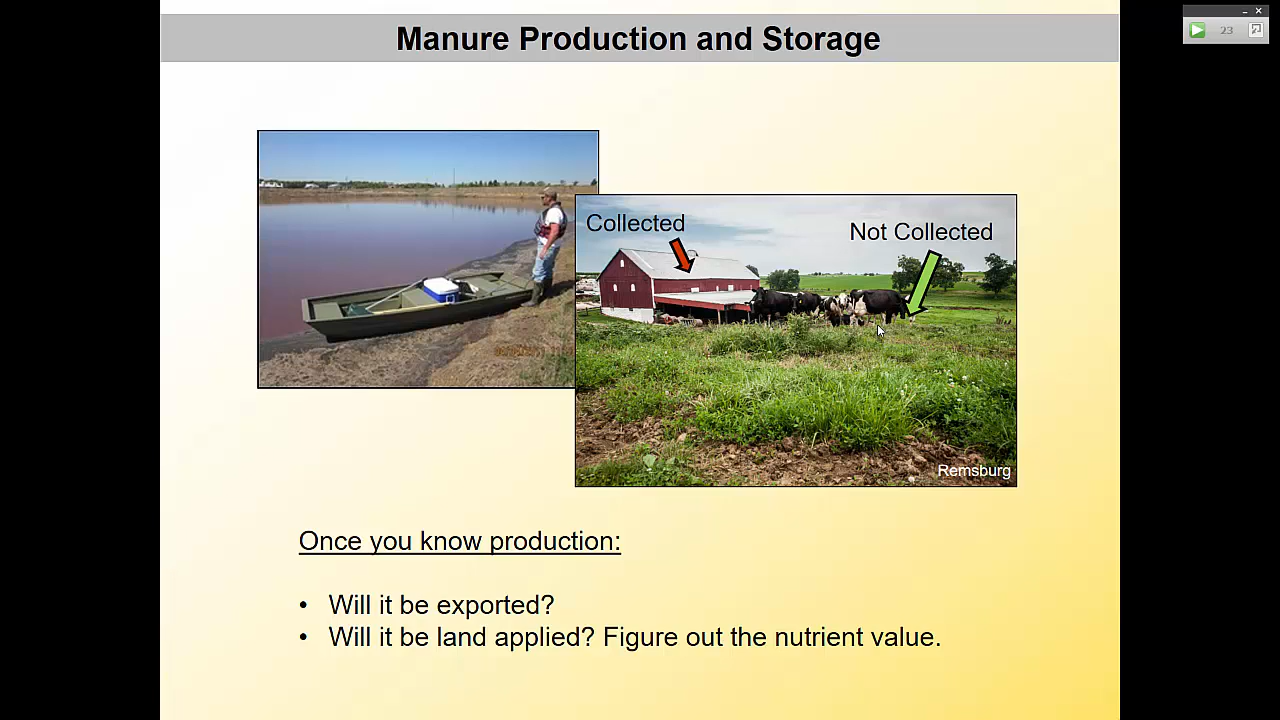 Manure Production and Storage
23
Collected
Not Collected
Remsburg
Once you know production:
• Will it be exported?
• Will it be land applied? Figure out the nutrient value.